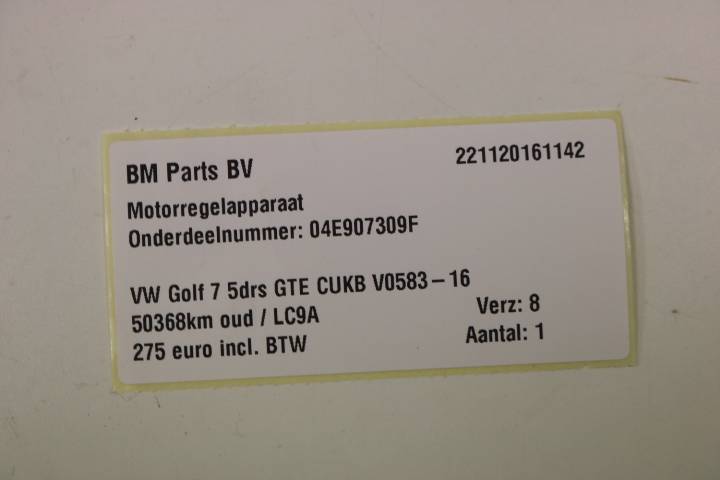 BM Parts BV 221120161142
Motorregelapparaat
Onderdeelnummer: 04E907309F
VW Golf 7 5drs GTE CUKB V0583-16
50368km oud / LC9A Verz: 8
275 euro incl. BTW Aantal: 1